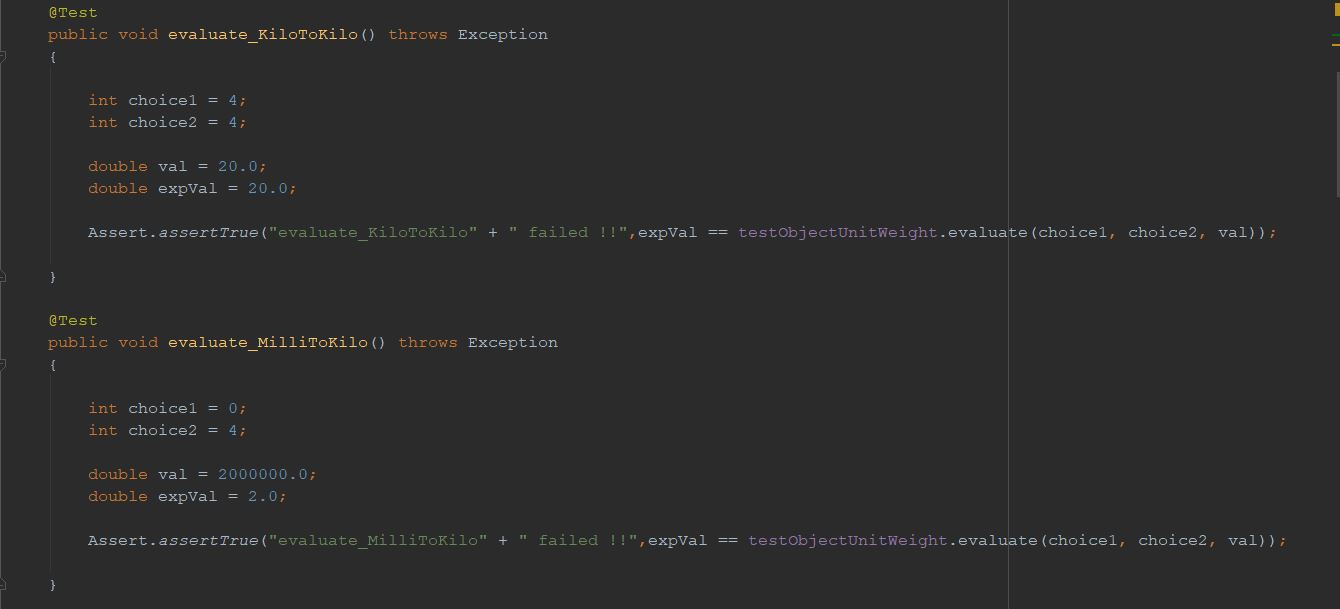 @Test
public void evaluate_KiloToKilo() throws Exception
{
int choice1 = 4;
int choice2 = 4;
double val = 20.0;
double expVal = 20.0;
Assert.assertTrue("evaluate_KiloToKilo" + " failed !!",expVal == testObjectUnitWeight.evaluate(choice1, choice2, val));
}
@Test
public void evaluate_MilliToKilo() throws Exception
{
int choice1 = 0;
int choice2 = 4;
double val = 2000000.0;
double expVal = 2.0;
Assert.assertTrue("evaluate_MilliToKilo" + " failed !!",expVal == testObjectUnitWeight.evaluate(choice1, choice2, val));
}